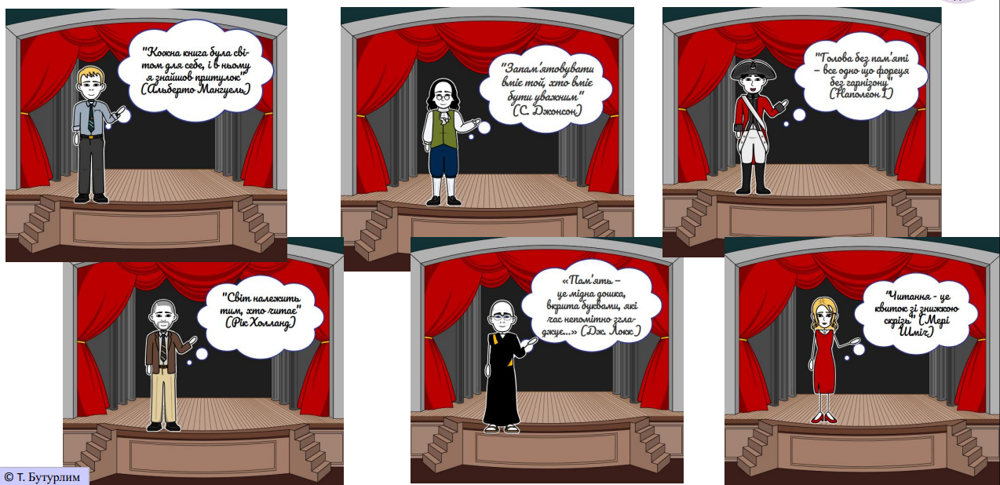 "Кожна книга була сві-
том для себе, і в ньому
я знайшов притулок"
(Альберто Мангуель)
"Запам'ятовувати
вміє той, хто вміє
бути уважним"
(С. Джонсон)
"Голова без пам'яті
– все одно що фореця
без гарнізону"
(Наполеон І)
"Світ належить
тим, хто читає"
(Рік Холланд)
«Пам'ять –
це мідна дошка,
вкрита буквами, які
час непомітно згла-
джує...» (Дж. Локк )
"Читання - це
квиток зі знижкою
скрізь" (Мері
Шміч)
© Т. Бутурлим